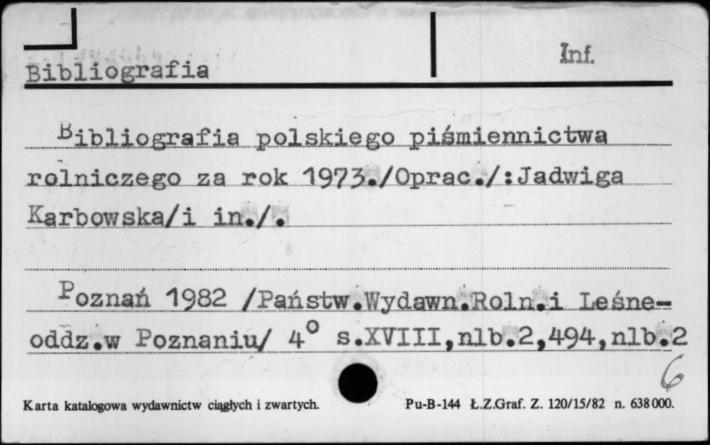 Inf.
Bibliografia
Bibliografia polskiego piśmiennictwa
rolniczego za rok 1973./Oprac./:Jadwiga
Karbowska/i in./.
Poznań 1982 /Państw.Wydawn.Roln.i Leśne-
oddz.w Poznaniu/ 4° s.XVIII,nlb.2,494,nlb.2
6
Karta katalogowa wydawnictw ciągłych i zwartych. Pu-B-144 Ł.Z.Graf. Z. 120/15/82 n. 638 000.